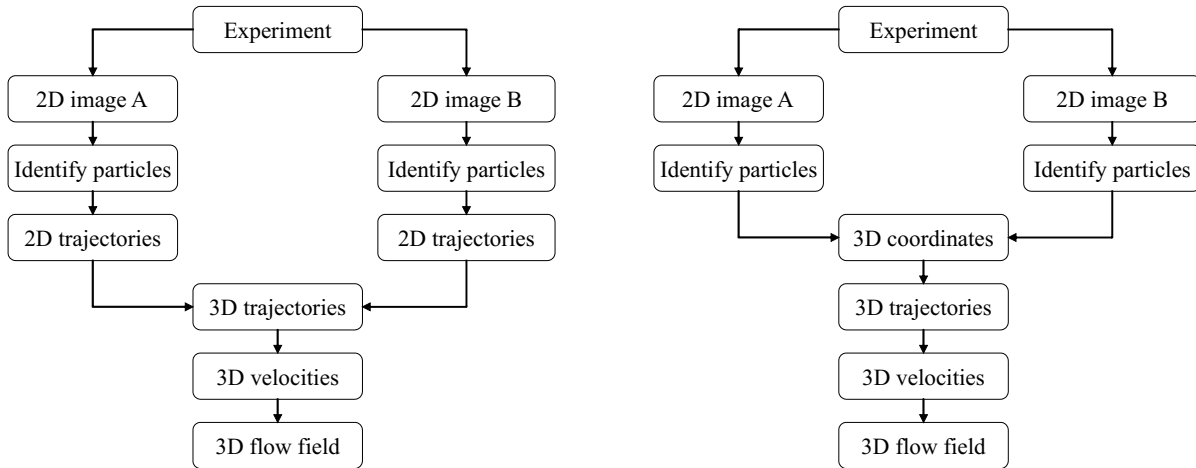 Experiment
2D image A
2D image B
Identify particles
Identify particles
2D trajectories
2D trajectories
3D trajectories
3D velocities
3D flow field
Experiment
2D image A
2D image B
Identify particles
Identify particles
3D coordinates
3D trajectories
3D velocities
3D flow field